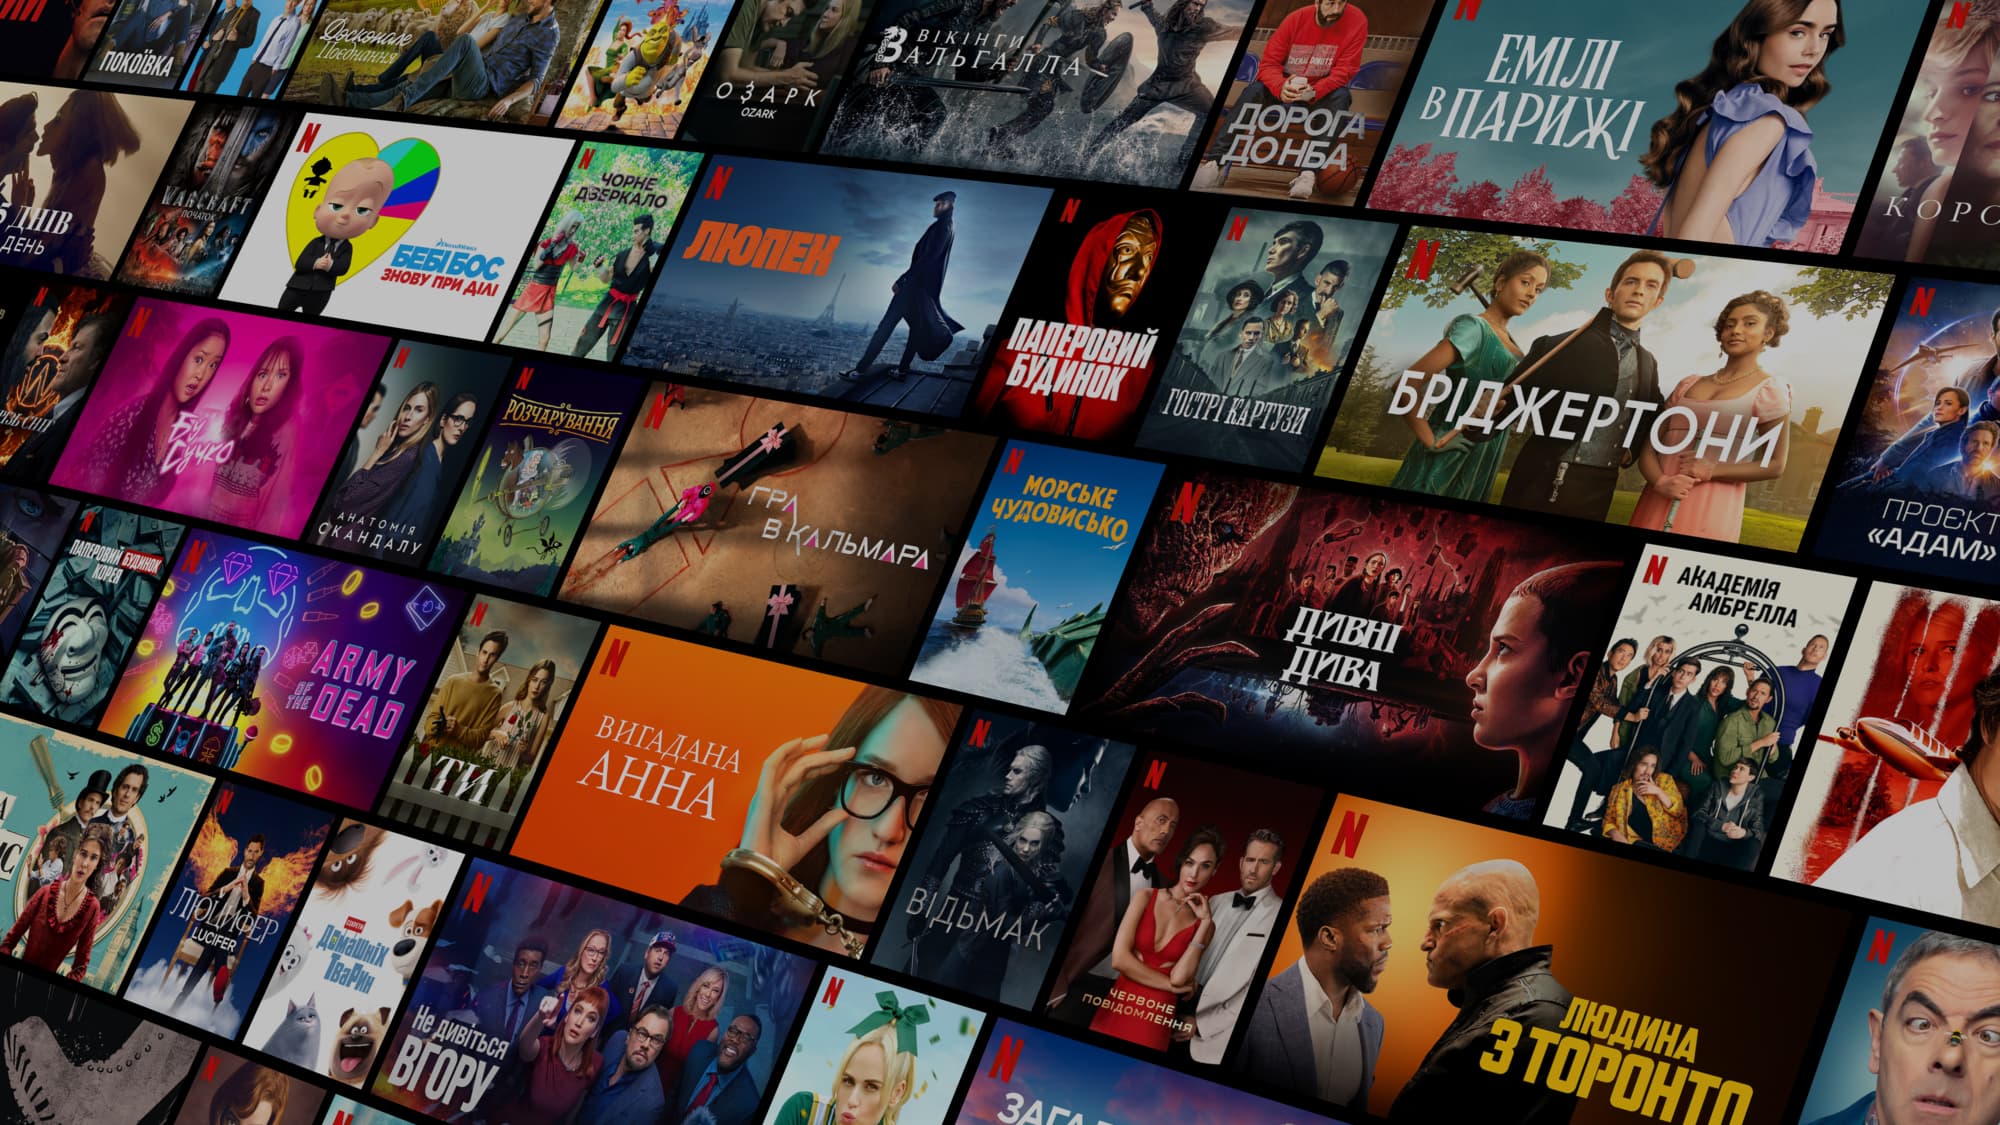 ПОКОЇВКА
Досконале
Поєднання
ОЗАРК
OZARK
ВІКІНГИ
ВАЛЬГАЛЛА
ДОРОГА
ДО НБА
ЕМІЛІ
В ПАРИЖІ
ДНІВ
ДЕНЬ
WARCRAFT
ПОЧАТОК
БЕБІ БОС
ЗНОВУ ПРИ ДІЛІ
ЧОРНЕ
ДЗЕРКАЛО
ЛЮПЕН
ПАПЕРОВИЙ
БУДИНОК
ГОСТРІ КАРТУЗИ
БРІДЖЕРТОНИ
ПРОЄКТ
«АДАМ»
Бу,
сучко
АНАТОМІЯ
СКАНДАЛУ
РОЗЧАРУВАННЯ
ГРА
В КАЛЬМАРА
МОРСЬКЕ
ЧУДОВИСЬКО
ДИВНІ
ДИВА
АКАДЕМІЯ
АМБРЕЛЛА
ПАПЕРОВИЙ БУДИНОК
КОРЕЯ
ARMY
OF THE
DEAD
ТИ
ВИГАДАНА
АННА
ВІДЬМАК
ЧЕРВОНЕ
ПОВІДОМЛЕННЯ
ЛЮДИНА
З ТОРОНТО
ЛЮЦИФЕР
LUCIFER
Домашніх
Тварин
Не дивіться
ВГОРУ